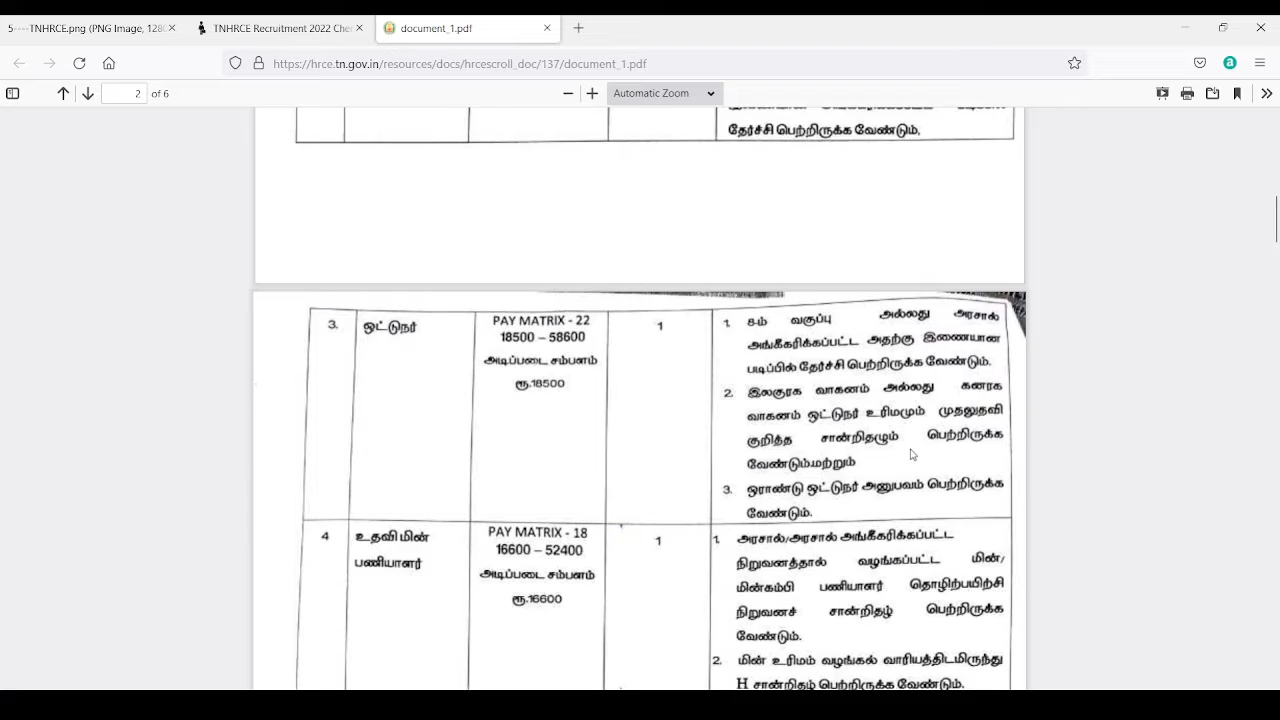 5----TNHRCE.png (PNG Image, 128
TNHRCE Recruitment 2022 Che
document_1.pdf
https://hrce.tn.gov.in/resources/docs/hrcescroll_doc/137/document_1.pdf
2 of 6
Automatic Zoom
தேர்ச்சி பெற்றிருக்க வேண்டும்,
3. ஒட்டுநர்
PAY MATRIX - 22
18500 – 58600
அடிப்படை சம்பளம்
ரூ.18500
1
1. 8-ம் வகுப்பு அல்லது அரசால்
அங்கீகரிக்கப்பட்ட அதற்கு இணையான
படிப்பில் தேர்ச்சி பெற்றிருக்க வேண்டும்.
2. இலகுரக வாகனம் அல்லது கனரக
வாகனம் ஒட்டுநர் உரிமமும் முதலுதவி
குறித்த சான்றிதழும் பெற்றிருக்க
வேண்டும்.மற்றும்
3. ஒராண்டு ஒட்டுநர் அனுபவம் பெற்றிருக்க
வேண்டும்.
4 உதவி மின்
பணியாளர்
PAY MATRIX - 18
16600 – 52400
அடிப்படை சம்பளம்
ரூ.16600
1
1. அரசால்/அரசால் அங்கீகரிக்கப்பட்ட
நிறுவனத்தால் வழங்கப்பட்ட மின்/
மின்கம்பி பணியாளர் தொழிற்பயிற்சி
நிறுவனச் சான்றிதழ் பெற்றிருக்க
வேண்டும்.
2. மின் உரிமம் வழங்கல் வாரியத்திடமிருந்து
H சான்றிதழ் பெற்றிருக்க வேண்டும்.